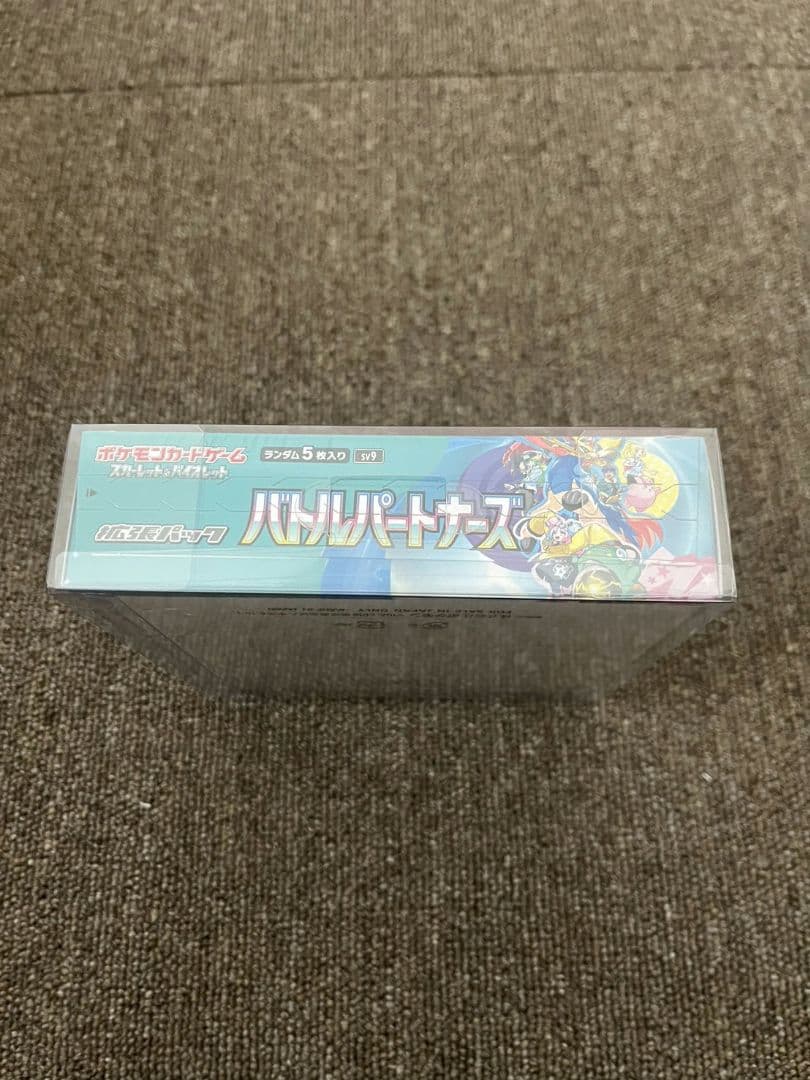 ポケモンカードゲーム
スカーレット&バイオレット
ランダム5枚入り
sv9
拡張パック
バトルパートナーズ